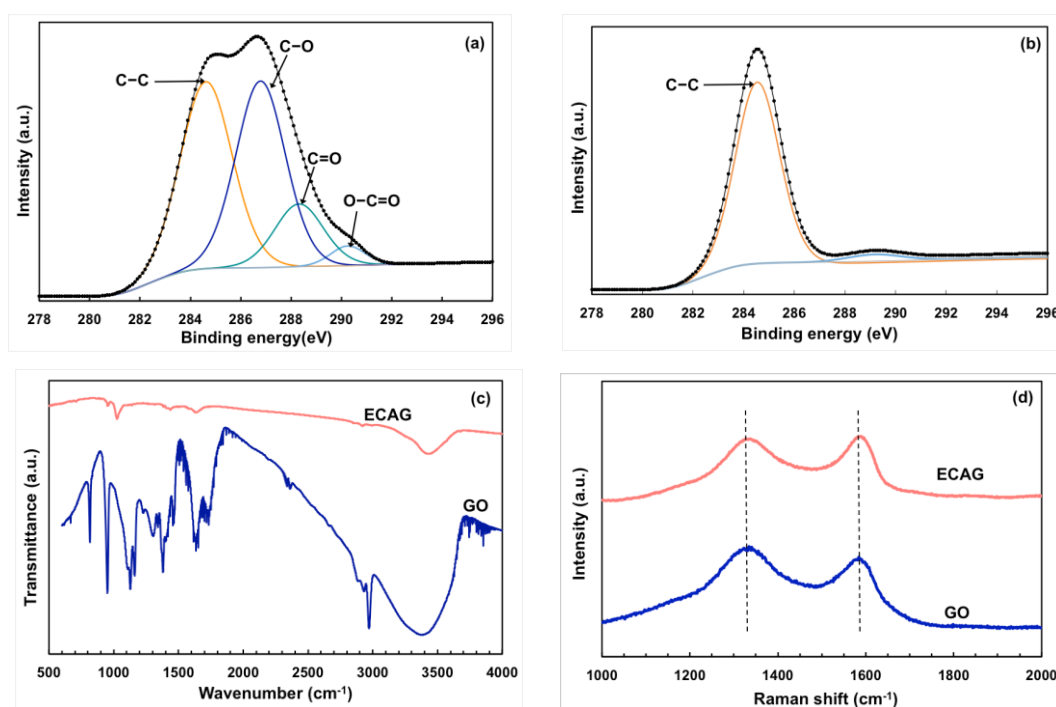 (a)
C–O
C–C
C=O
O–C=O
Intensity (a.u.)
278 280 282 284 286 288 290 292 294 296
Binding energy(eV)
(b)
C–C
Intensity (a.u.)
278 280 282 284 286 288 290 292 294 296
Binding energy (eV)
(c)
ECAG
GO
Transmittance (a.u.)
500 1000 1500 2000 2500 3000 3500 4000
Wavenumber (cm⁻¹)
(d)
ECAG
GO
Intensity (a.u.)
1000 1200 1400 1600 1800 2000
Raman shift (cm⁻¹)